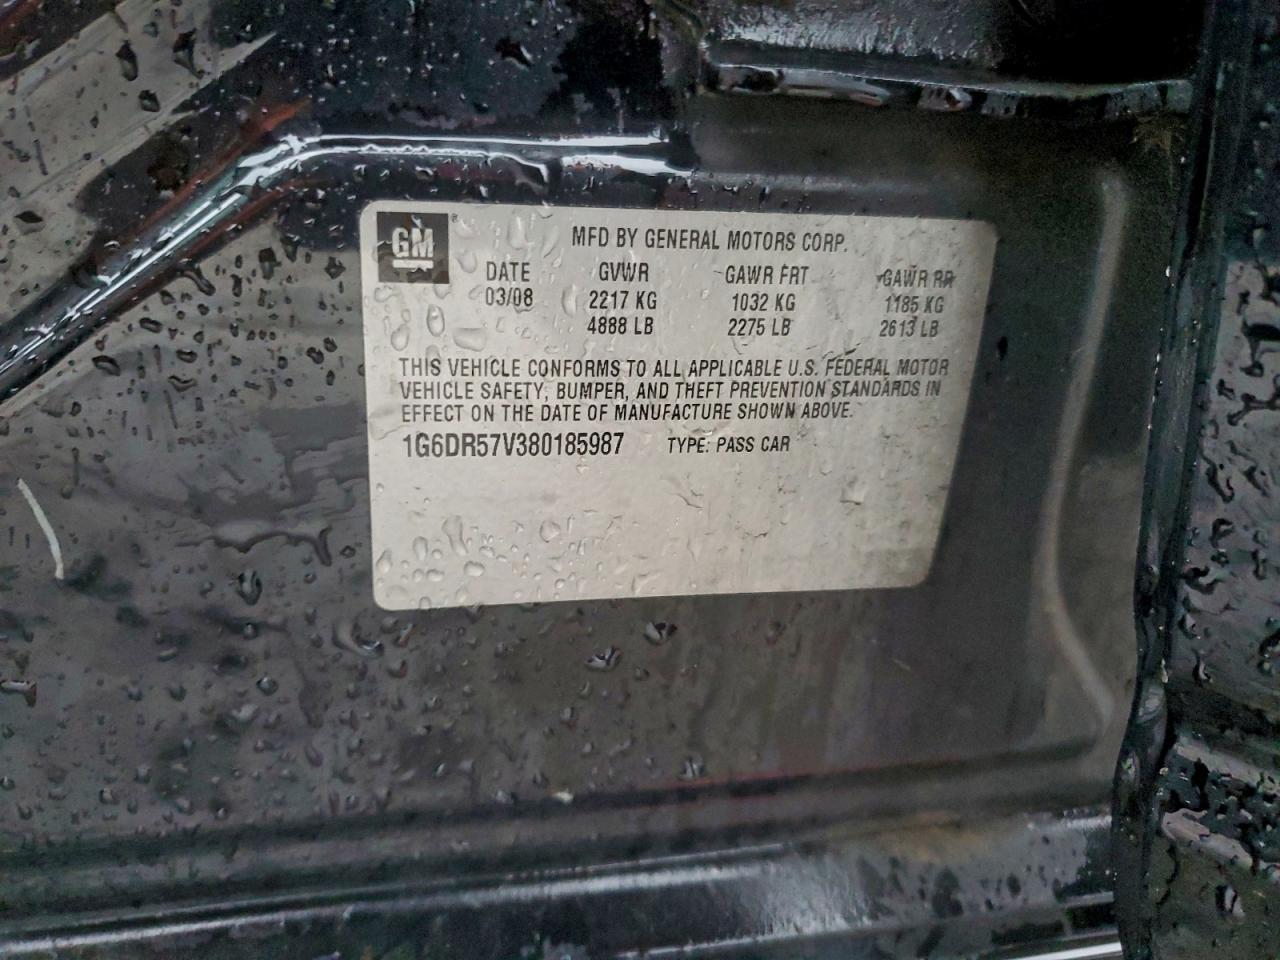 GM ®
MFD BY GENERAL MOTORS CORP.
DATE GVWR GAWR FRT GAWR RR
03/08 2217 KG 1032 KG 1185 KG
4888 LB 2275 LB 2613 LB
THIS VEHICLE CONFORMS TO ALL APPLICABLE U.S. FEDERAL MOTOR
VEHICLE SAFETY, BUMPER, AND THEFT PREVENTION STANDARDS IN
EFFECT ON THE DATE OF MANUFACTURE SHOWN ABOVE.
1G6DR57V380185987 TYPE: PASS CAR